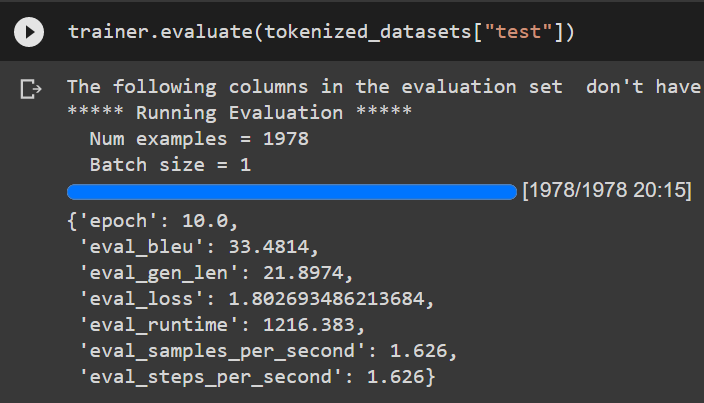 trainer.evaluate(tokenized_datasets["test"])
The following columns in the evaluation set  don't have
***** Running Evaluation *****
  Num examples = 1978
  Batch size = 1
[1978/1978 20:15]
{'epoch': 10.0,
 'eval_bleu': 33.4814,
 'eval_gen_len': 21.8974,
 'eval_loss': 1.802693486213684,
 'eval_runtime': 1216.383,
 'eval_samples_per_second': 1.626,
 'eval_steps_per_second': 1.626}